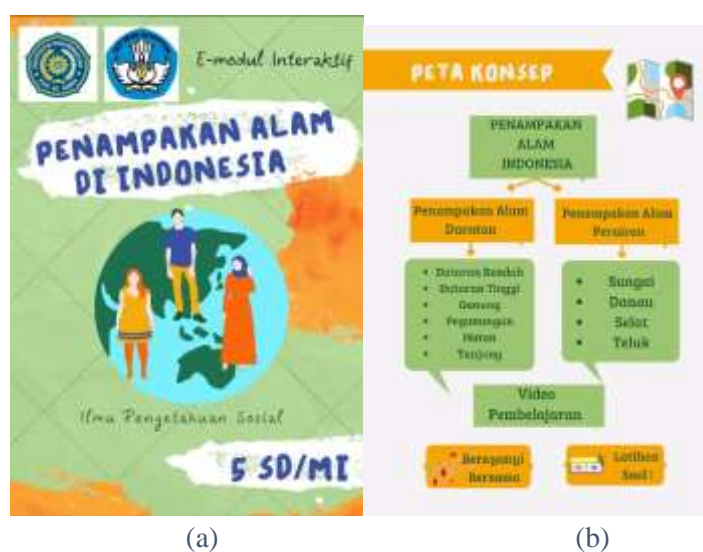 E-modul Interaktif
PENAMPAKAN ALAM
DI INDONESIA
Ilmu Pengetahuan Sosial
5 SD/MI
(a)
PETA KONSEP
PENAMPAKAN
ALAM
INDONESIA
Penampakan Alam
Daratan
Penampakan Alam
Perairan
• Dataran Rendah
• Dataran Tinggi
• Gunung
• Pegunungan
• Hutan
• Tanjung
• Sungai
• Danau
• Selat
• Teluk
Video
Pembelajaran
Bernyanyi
Bersama
Latihan
Soal!
(b)